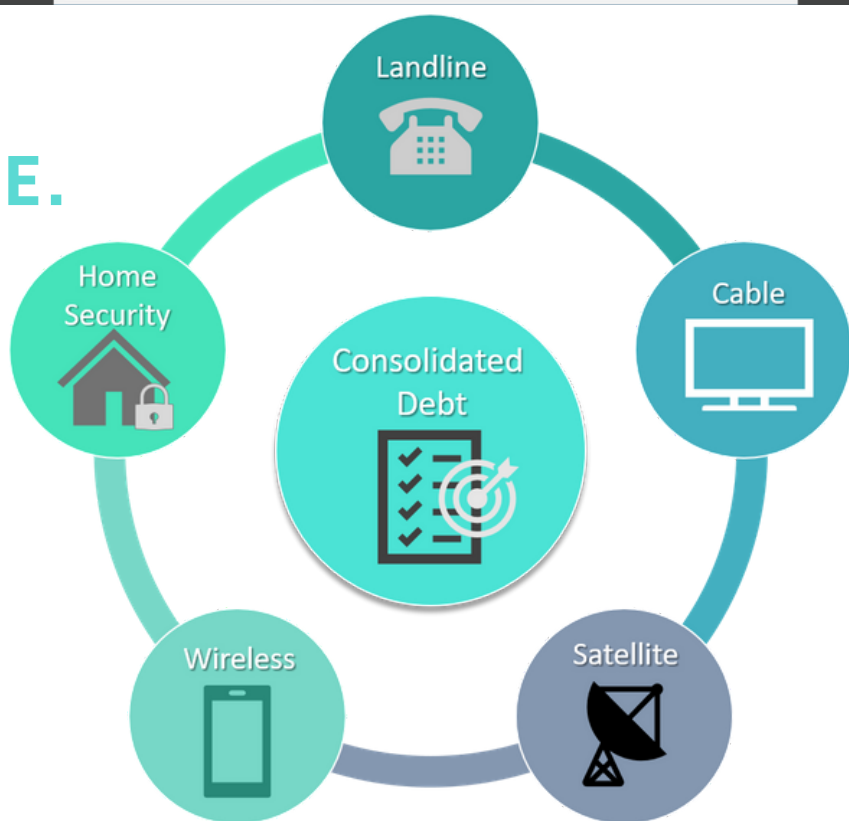 Landline
E.
Home
Security
Cable
Consolidated
Debt
Wireless
Satellite